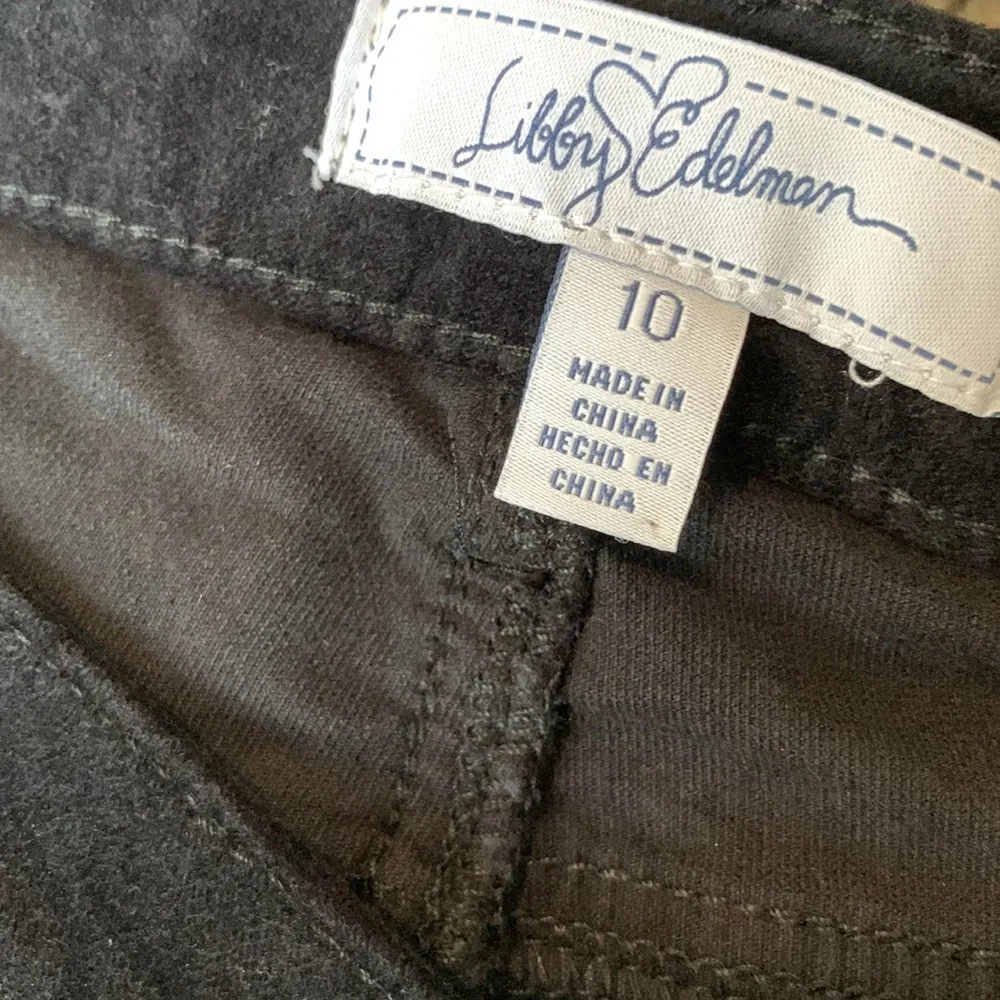 Libby Edelman
10
MADE IN
CHINA
HECHO EN
CHINA